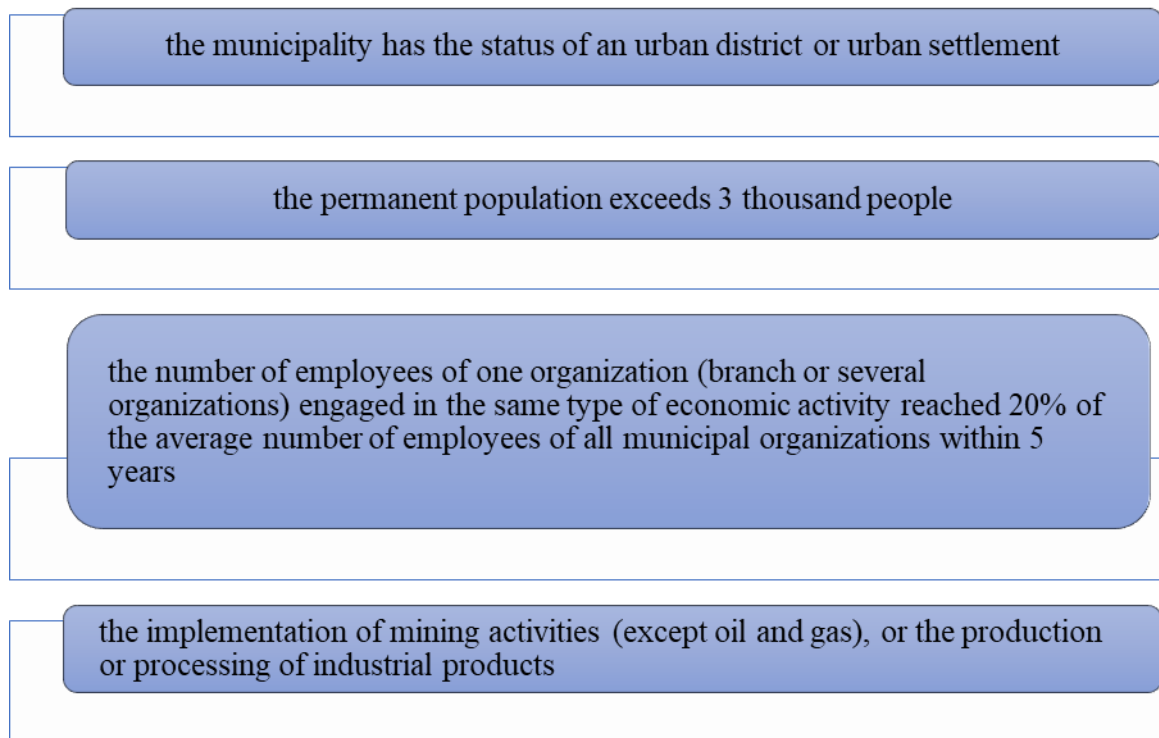 the municipality has the status of an urban district or urban settlement
the permanent population exceeds 3 thousand people
the number of employees of one organization (branch or several
organizations) engaged in the same type of economic activity reached 20% of
the average number of employees of all municipal organizations within 5
years
the implementation of mining activities (except oil and gas), or the production
or processing of industrial products